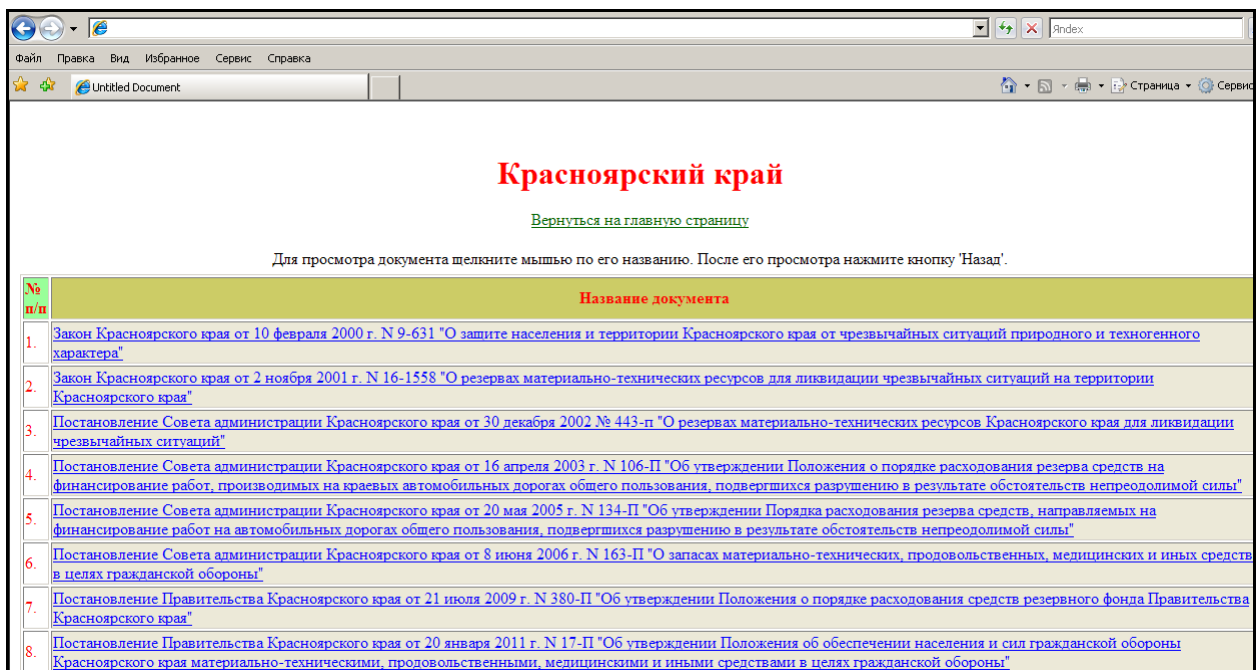 Яndex
Файл Правка Вид Избранное Сервис Справка
Untitled Document
Страница Сервис
Красноярский край
Вернуться на главную страницу
Для просмотра документа щелкните мышью по его названию. После его просмотра нажмите кнопку 'Назад'.
№ п/п
Название документа
1. Закон Красноярского края от 10 февраля 2000 г. N 9-631 "О защите населения и территории Красноярского края от чрезвычайных ситуаций природного и техногенного
характера"
2. Закон Красноярского края от 2 ноября 2001 г. N 16-1558 "О резервах материально-технических ресурсов для ликвидации чрезвычайных ситуаций на территории
Красноярского края"
3. Постановление Совета администрации Красноярского края от 30 декабря 2002 № 443-п "О резервах материально-технических ресурсов Красноярского края для ликвидации
чрезвычайных ситуаций"
4. Постановление Совета администрации Красноярского края от 16 апреля 2003 г. N 106-П "Об утверждении Положения о порядке расходования резерва средств на
финансирование работ, производимых на краевых автомобильных дорогах общего пользования, подвергшихся разрушению в результате обстоятельств непреодолимой силы"
5. Постановление Совета администрации Красноярского края от 20 мая 2005 г. N 134-П "Об утверждении Порядка расходования резерва средств, направляемых на
финансирование работ на автомобильных дорогах общего пользования, подвергшихся разрушению в результате обстоятельств непреодолимой силы"
6. Постановление Совета администрации Красноярского края от 8 июня 2006 г. N 163-П "О запасах материально-технических, продовольственных, медицинских и иных средств
в целях гражданской обороны"
7. Постановление Правительства Красноярского края от 21 июля 2009 г. N 380-П "Об утверждении Положения о порядке расходования средств резервного фонда Правительства
Красноярского края"
8. Постановление Правительства Красноярского края от 20 января 2011 г. N 17-П "Об утверждении Положения об обеспечении населения и сил гражданской обороны
Красноярского края материально-техническими, продовольственными, медицинскими и иными средствами в целях гражданской обороны"